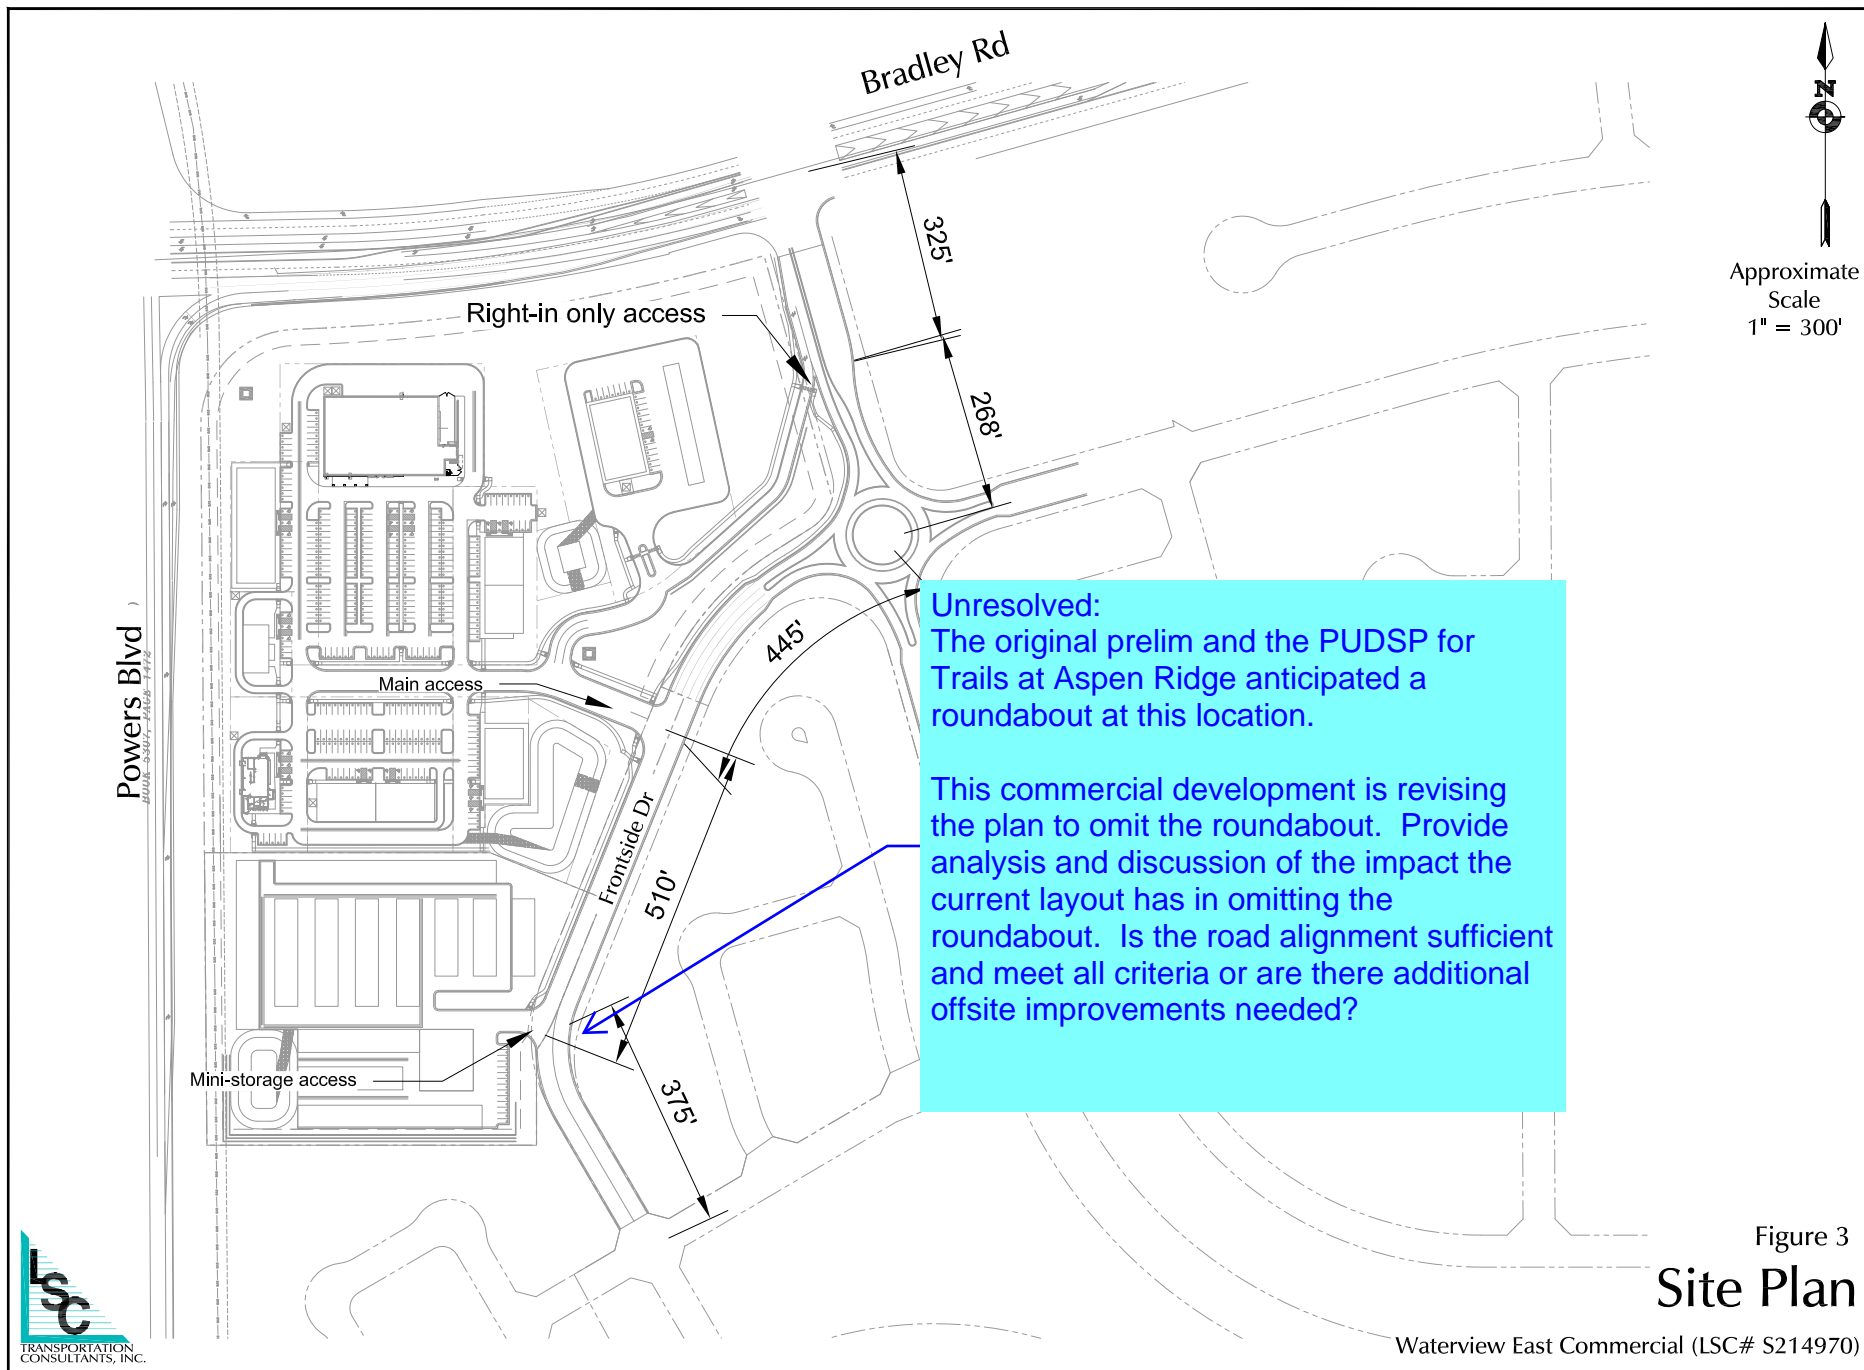 Bradley Rd
N
Approximate
Scale
1" = 300'
325'
Right-in only access
268'
445'
Main access
Powers Blvd
Frontside Dr
510'
Mini-storage access
375'
Unresolved:
The original prelim and the PUDSP for
Trails at Aspen Ridge anticipated a
roundabout at this location.
This commercial development is revising
the plan to omit the roundabout.  Provide
analysis and discussion of the impact the
current layout has in omitting the
roundabout.  Is the road alignment sufficient
and meet all criteria or are there additional
offsite improvements needed?
LSC
TRANSPORTATION
CONSULTANTS, INC.
Figure 3
Site Plan
Waterview East Commercial (LSC# S214970)